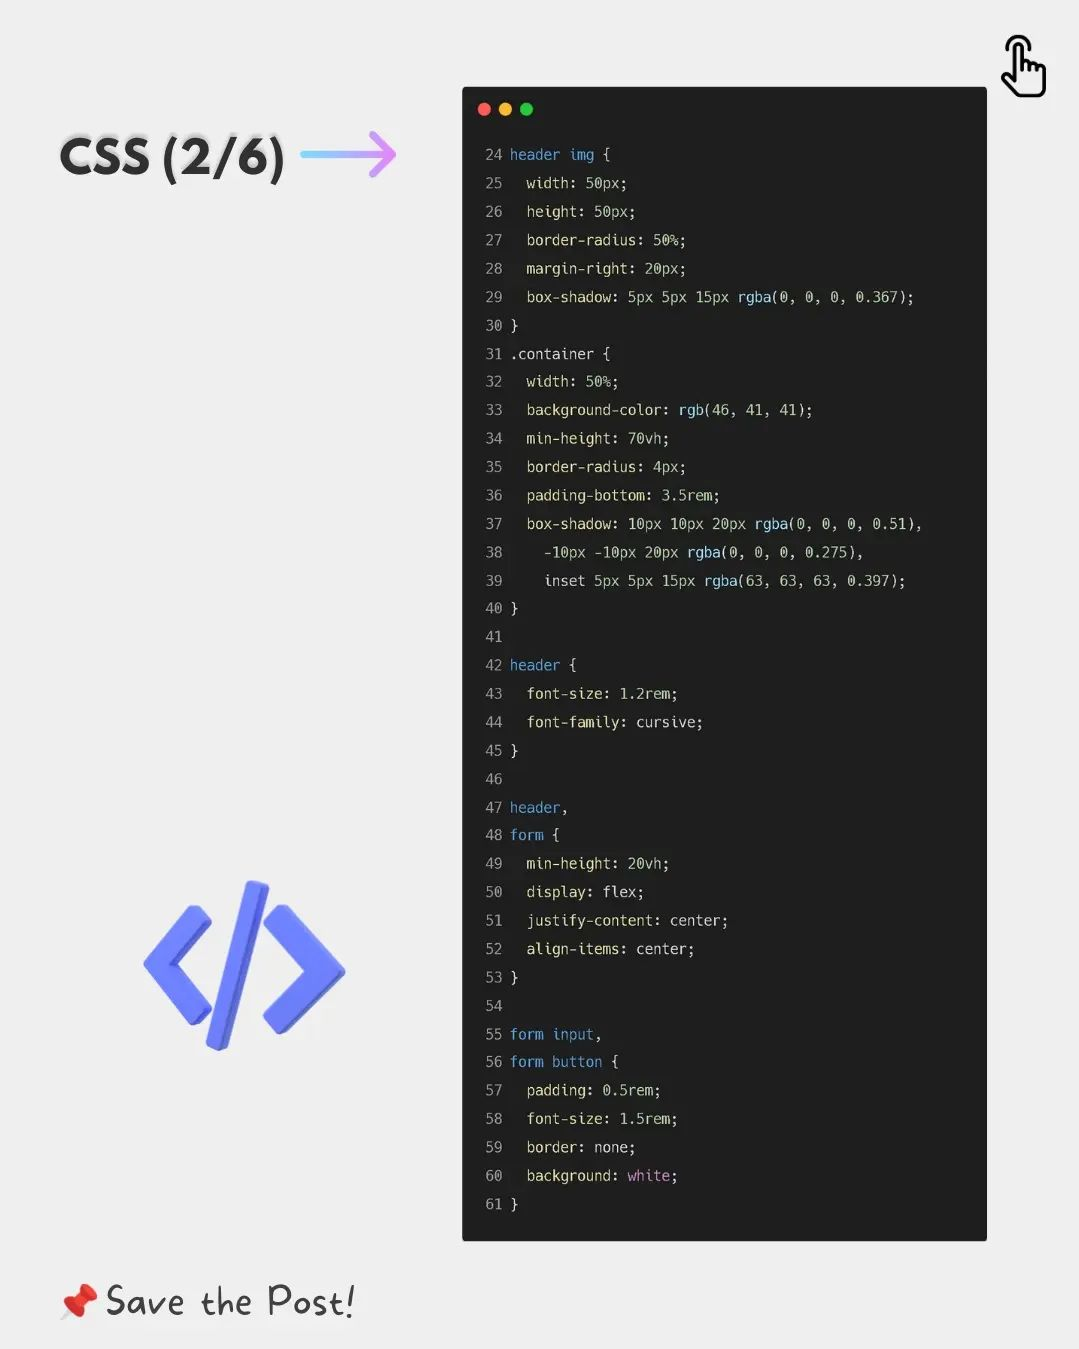 CSS (2/6)
24 header img {
25   width: 50px;
26   height: 50px;
27   border-radius: 50%;
28   margin-right: 20px;
29   box-shadow: 5px 5px 15px rgba(0, 0, 0, 0.367);
30 }
31 .container {
32   width: 50%;
33   background-color: rgb(46, 41, 41);
34   min-height: 70vh;
35   border-radius: 4px;
36   padding-bottom: 3.5rem;
37   box-shadow: 10px 10px 20px rgba(0, 0, 0, 0.51),
38     -10px -10px 20px rgba(0, 0, 0, 0.275),
39     inset 5px 5px 15px rgba(63, 63, 63, 0.397);
40 }
41
42 header {
43   font-size: 1.2rem;
44   font-family: cursive;
45 }
46
47 header,
48 form {
49   min-height: 20vh;
50   display: flex;
51   justify-content: center;
52   align-items: center;
53 }
54
55 form input,
56 form button {
57   padding: 0.5rem;
58   font-size: 1.5rem;
59   border: none;
60   background: white;
61 }
</>
Save the Post!